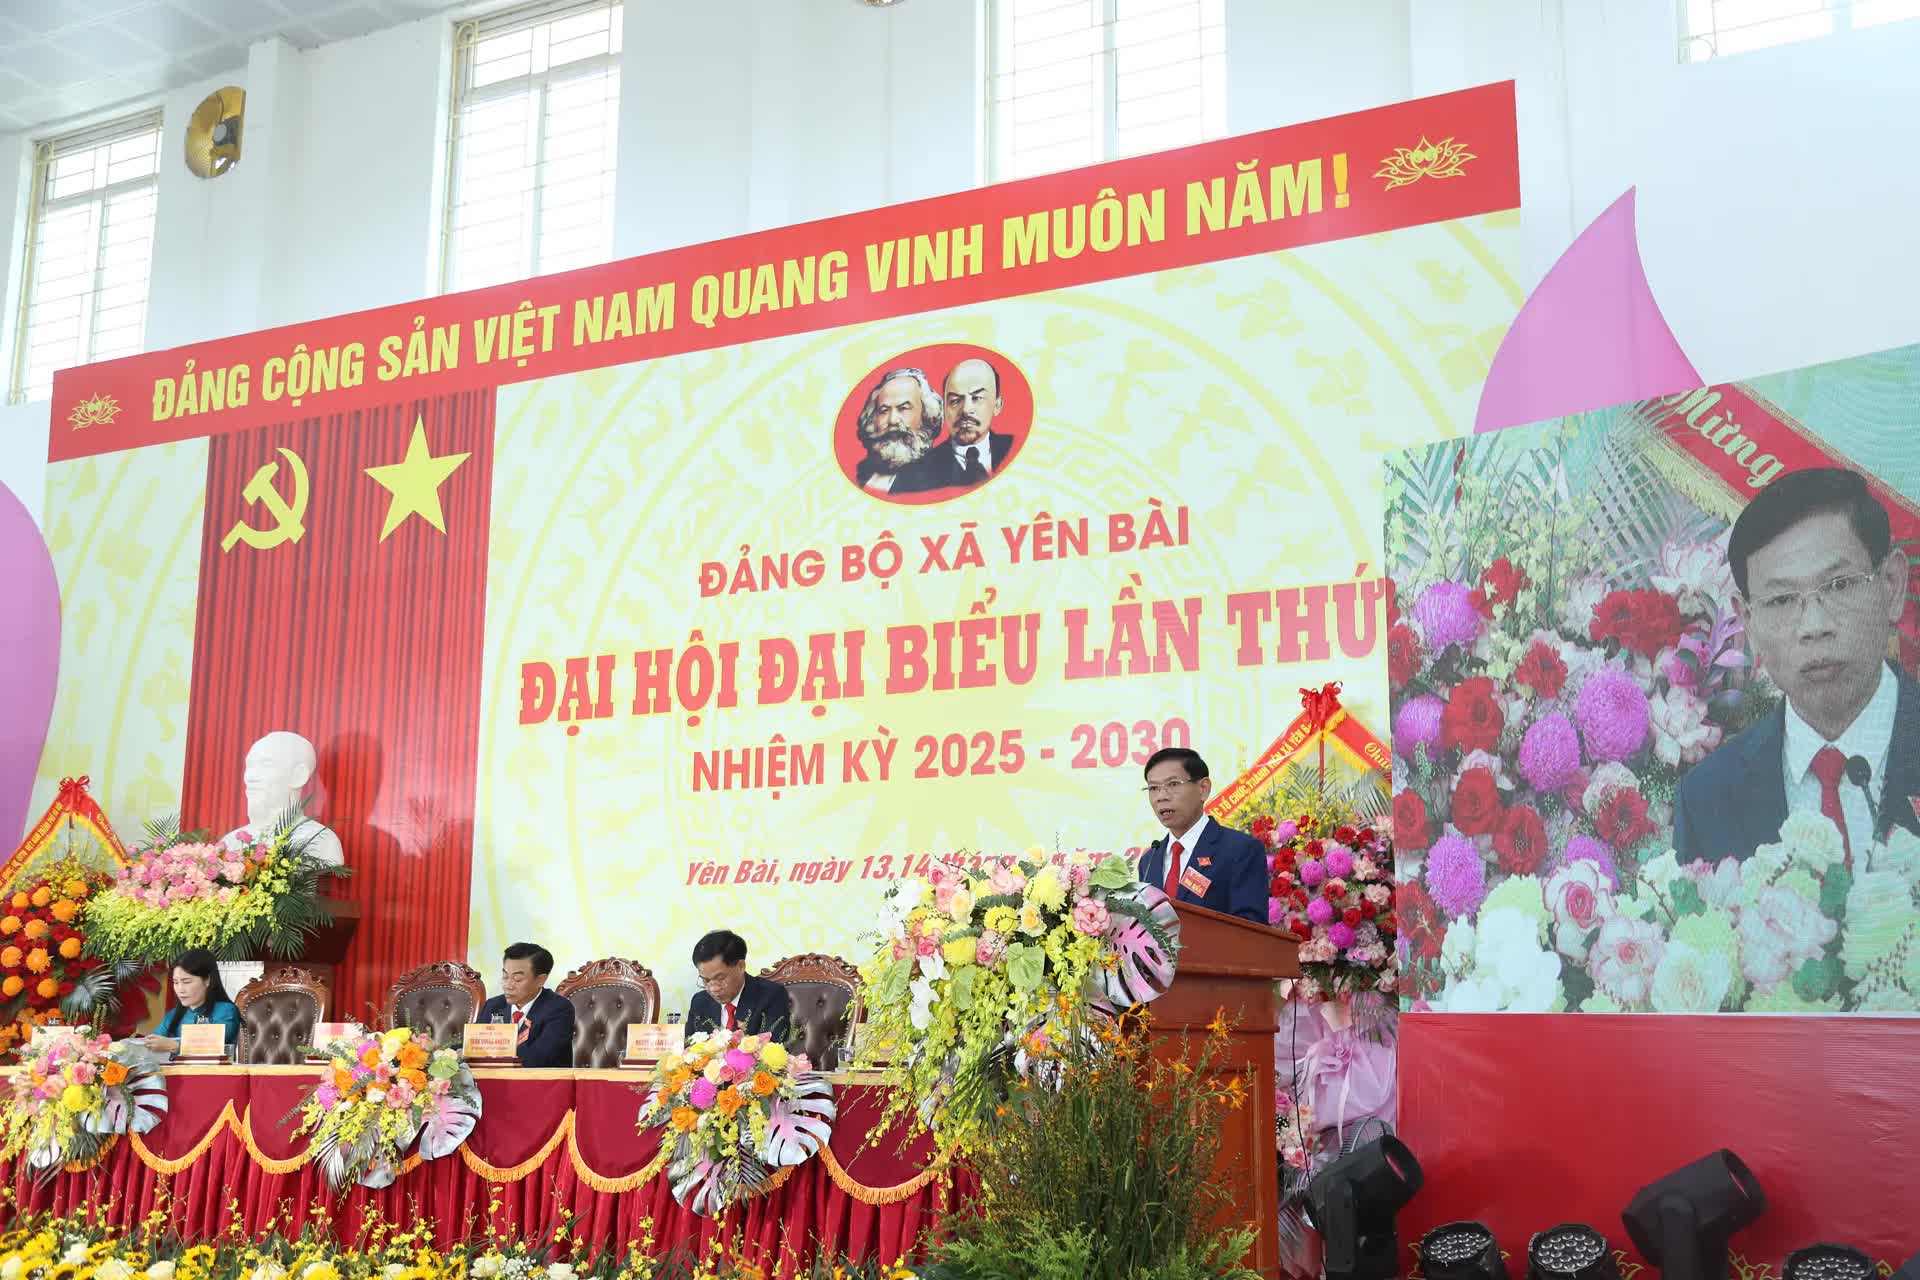 ĐẢNG CỘNG SẢN VIỆT NAM QUANG VINH MUÔN NĂM!
ĐẢNG BỘ XÃ YÊN BÀI
ĐẠI HỘI ĐẠI BIỂU LẦN THỨ
NHIỆM KỲ 2025 - 2030
Yên Bài, ngày 13,14 tháng
Mừng